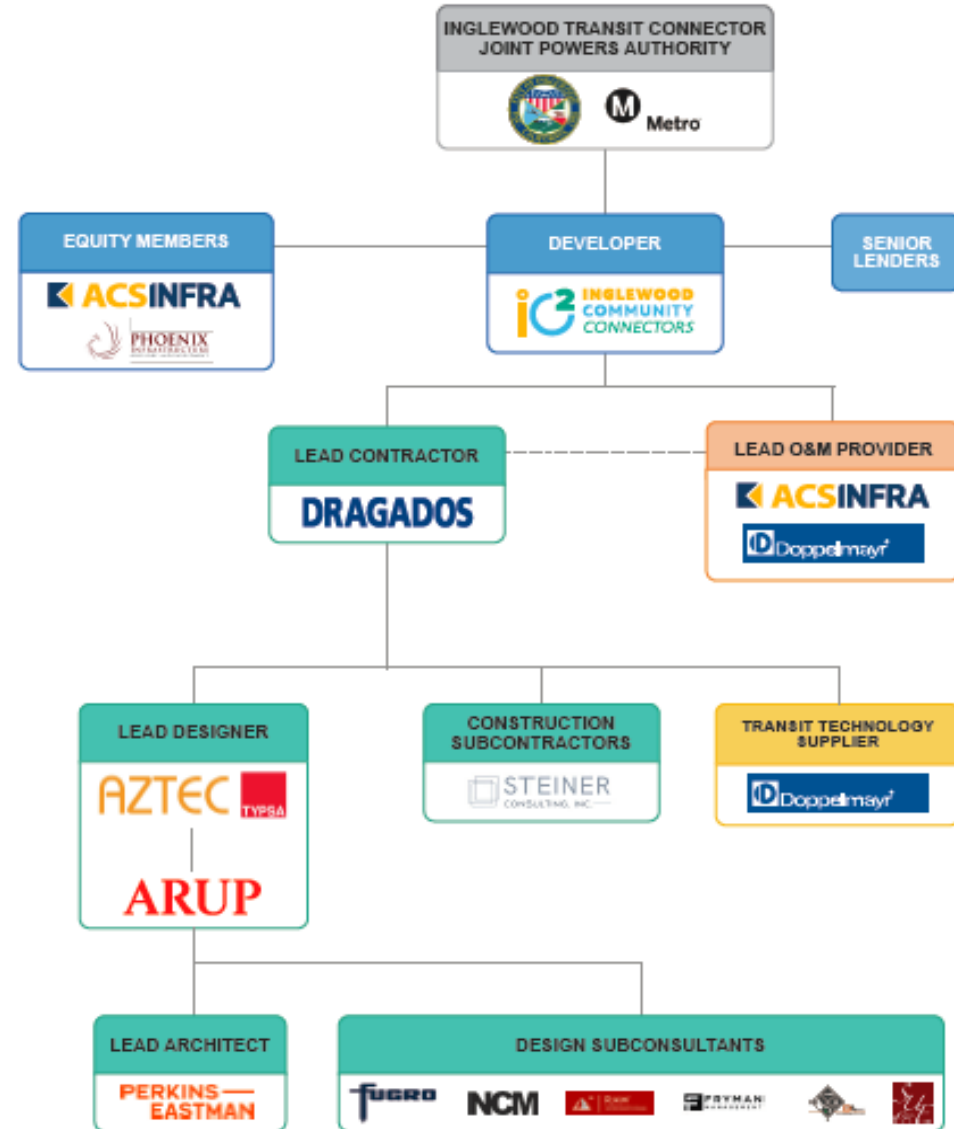 INGLEWOOD TRANSIT CONNECTOR
JOINT POWERS AUTHORITY
M
Metro
EQUITY MEMBERS
ACSINFRA
PHOENIX
DEVELOPER
ic2 INGLEWOOD
COMMUNITY
CONNECTORS
SENIOR
LENDERS
LEAD CONTRACTOR
DRAGADOS
LEAD O&M PROVIDER
ACSINFRA
Doppelmayr
LEAD DESIGNER
AZTEC
TYPSA
ARUP
CONSTRUCTION
SUBCONTRACTORS
STEINER
CONSULTING, INC.
TRANSIT TECHNOLOGY
SUPPLIER
Doppelmayr
LEAD ARCHITECT
PERKINS—
EASTMAN
DESIGN SUBCONSULTANTS
FUGRO
NCM
FRYMAN
MANAGEMENT